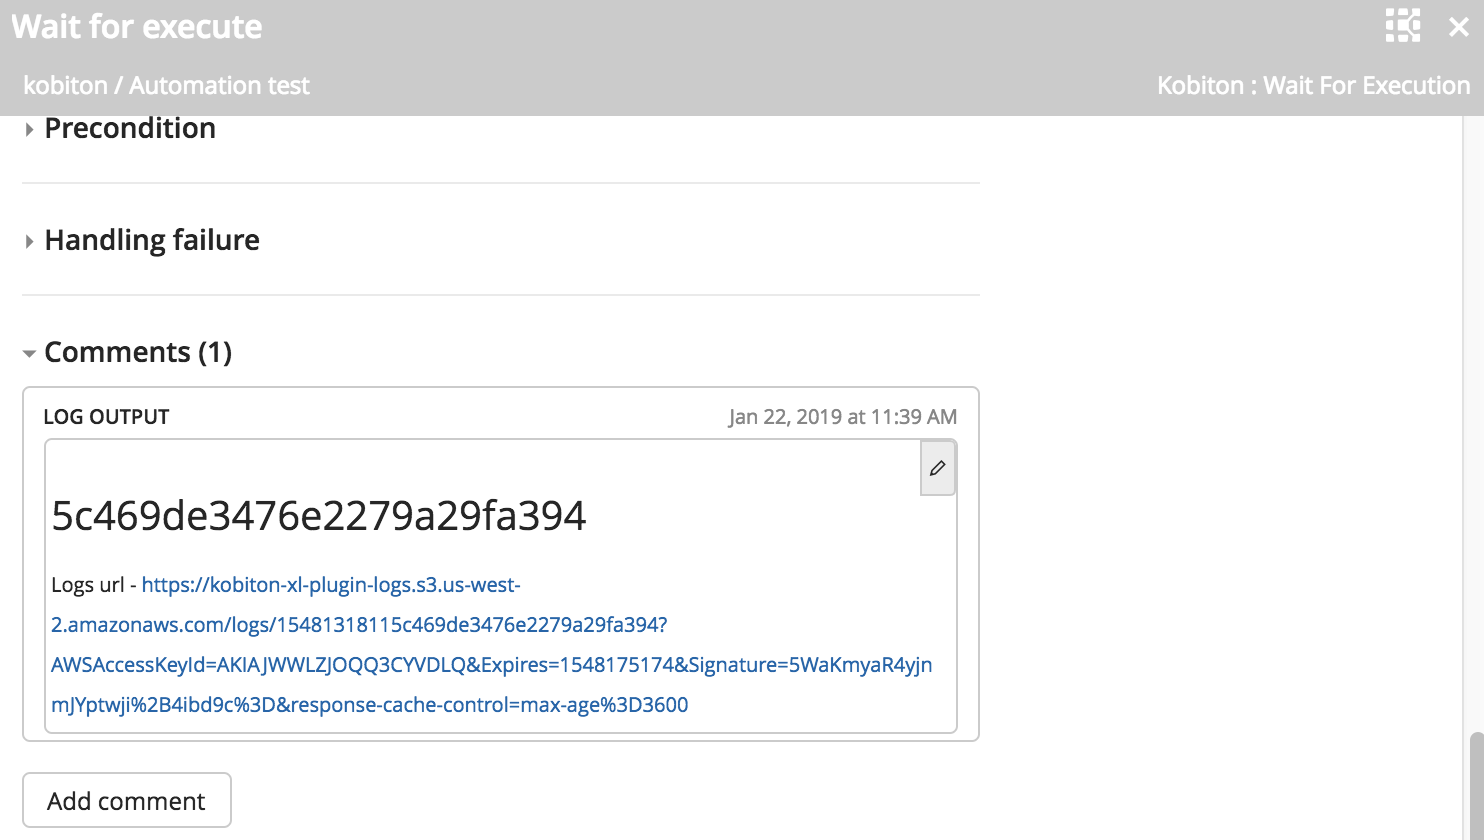 Wait for execute
kobiton / Automation test
Kobiton : Wait For Execution
Precondition
Handling failure
Comments (1)
LOG OUTPUT
Jan 22, 2019 at 11:39 AM
5c469de3476e2279a29fa394
Logs url - https://kobiton-xl-plugin-logs.s3.us-west-
2.amazonaws.com/logs/15481318115c469de3476e2279a29fa394?
AWSAccessKeyId=AKIAJWWLZJOQQ3CYVDLQ&Expires=1548175174&Signature=5WaKmyaR4yjn
mJYptwji%2B4ibd9c%3D&response-cache-control=max-age%3D3600
Add comment